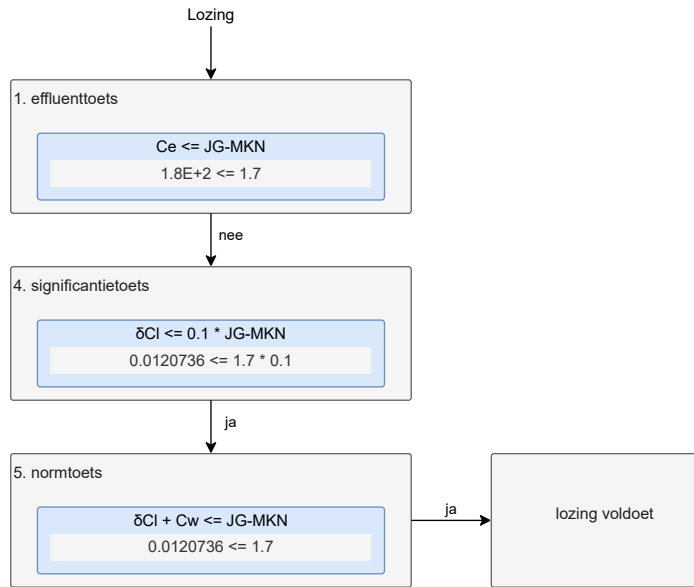 Lozing
1. effluenttoets
Ce <= JG-MKN
1.8E+2 <= 1.7
nee
4. significantietoets
δCl <= 0.1 * JG-MKN
0.0120736 <= 1.7 * 0.1
ja
5. normtoets
δCl + Cw <= JG-MKN
0.0120736 <= 1.7
ja
lozing voldoet